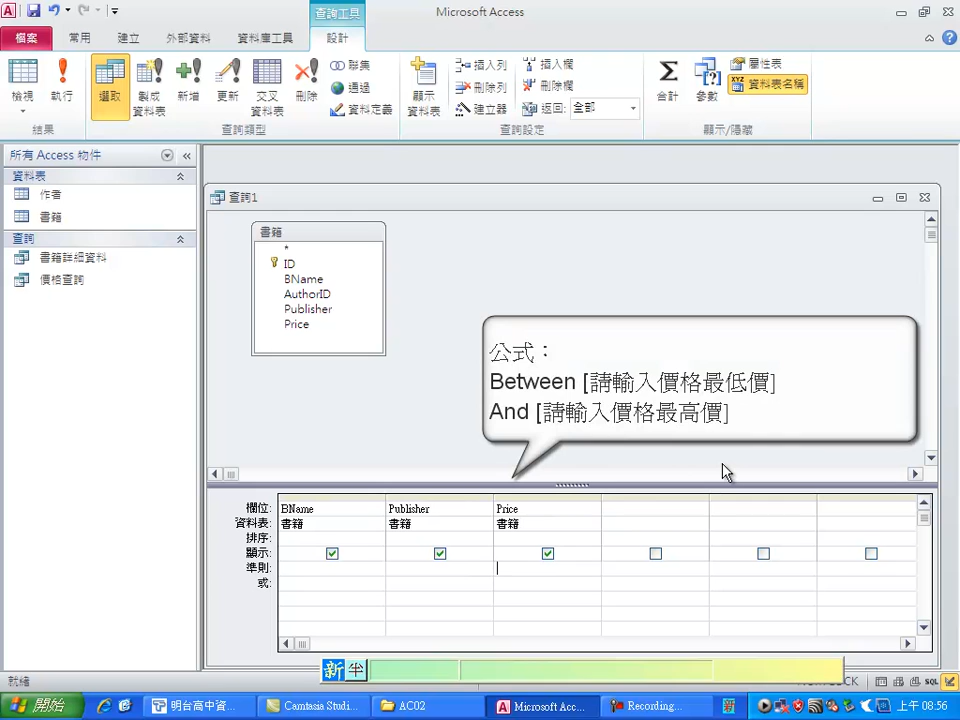 查詢工具
Microsoft Access
檔案
常用
建立
外部資料
資料庫工具
設計
檢視
執行
選取
製成
資料表
新增
更新
交叉
資料表
刪除
聯集
通過
資料定義
顯示
資料表
插入列
刪除列
建立器
插入欄
刪除欄
返回:
全部
合計
參數
屬性表
XYZ
資料表名稱
結果
查詢類型
查詢設定
顯示/隱藏
所有 Access 物件
資料表
作者
書籍
查詢
書籍詳細資料
價格查詢
查詢1
書籍
*
ID
BName
AuthorID
Publisher
Price
公式：
Between [請輸入價格最低價]
And [請輸入價格最高價]
欄位: BName Publisher Price
資料表: 書籍 書籍 書籍
排序:
顯示:
準則:
或:
新 半
就緒
SQL
開始
明台高中資...
Camtasia Studi...
AC02
Microsoft Acc...
Recording...
上午 08:56